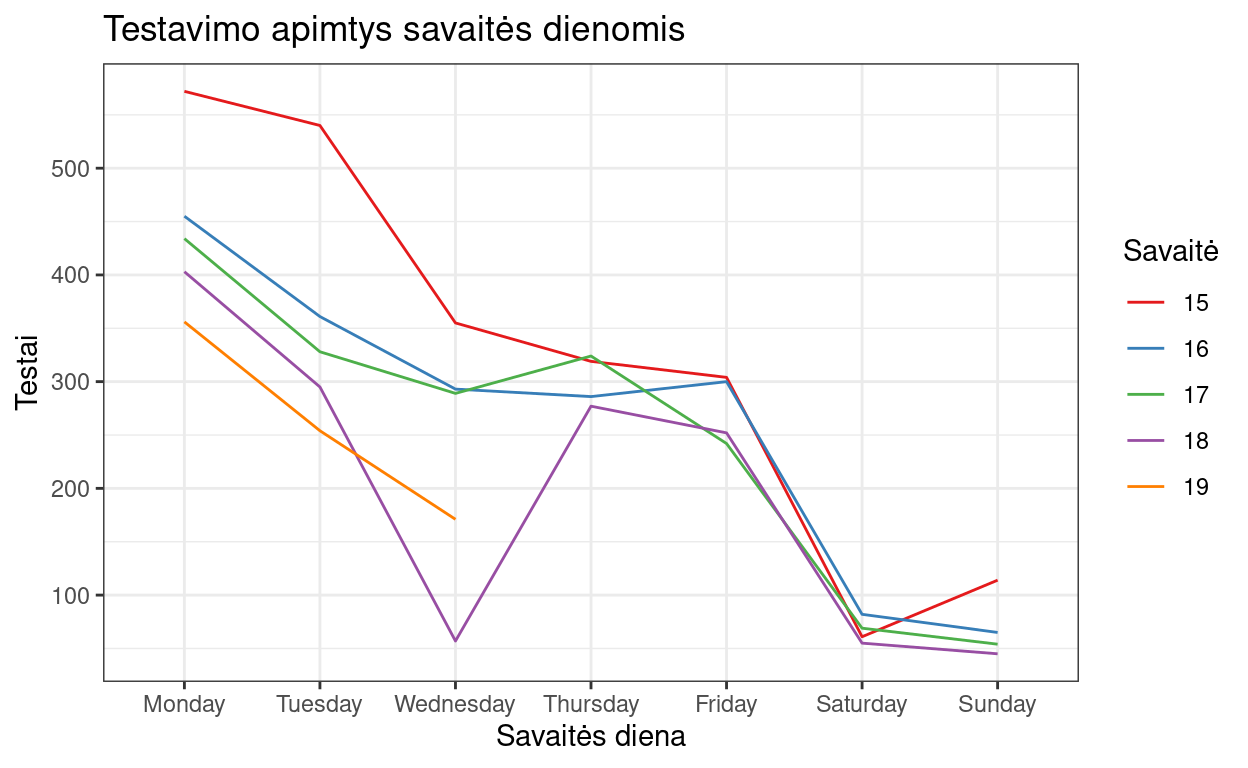 Testavimo apimtys savaitės dienomis
Testai
500
400
300
200
100
Monday Tuesday Wednesday Thursday Friday Saturday Sunday
Savaitės diena
Savaitė
15
16
17
18
19